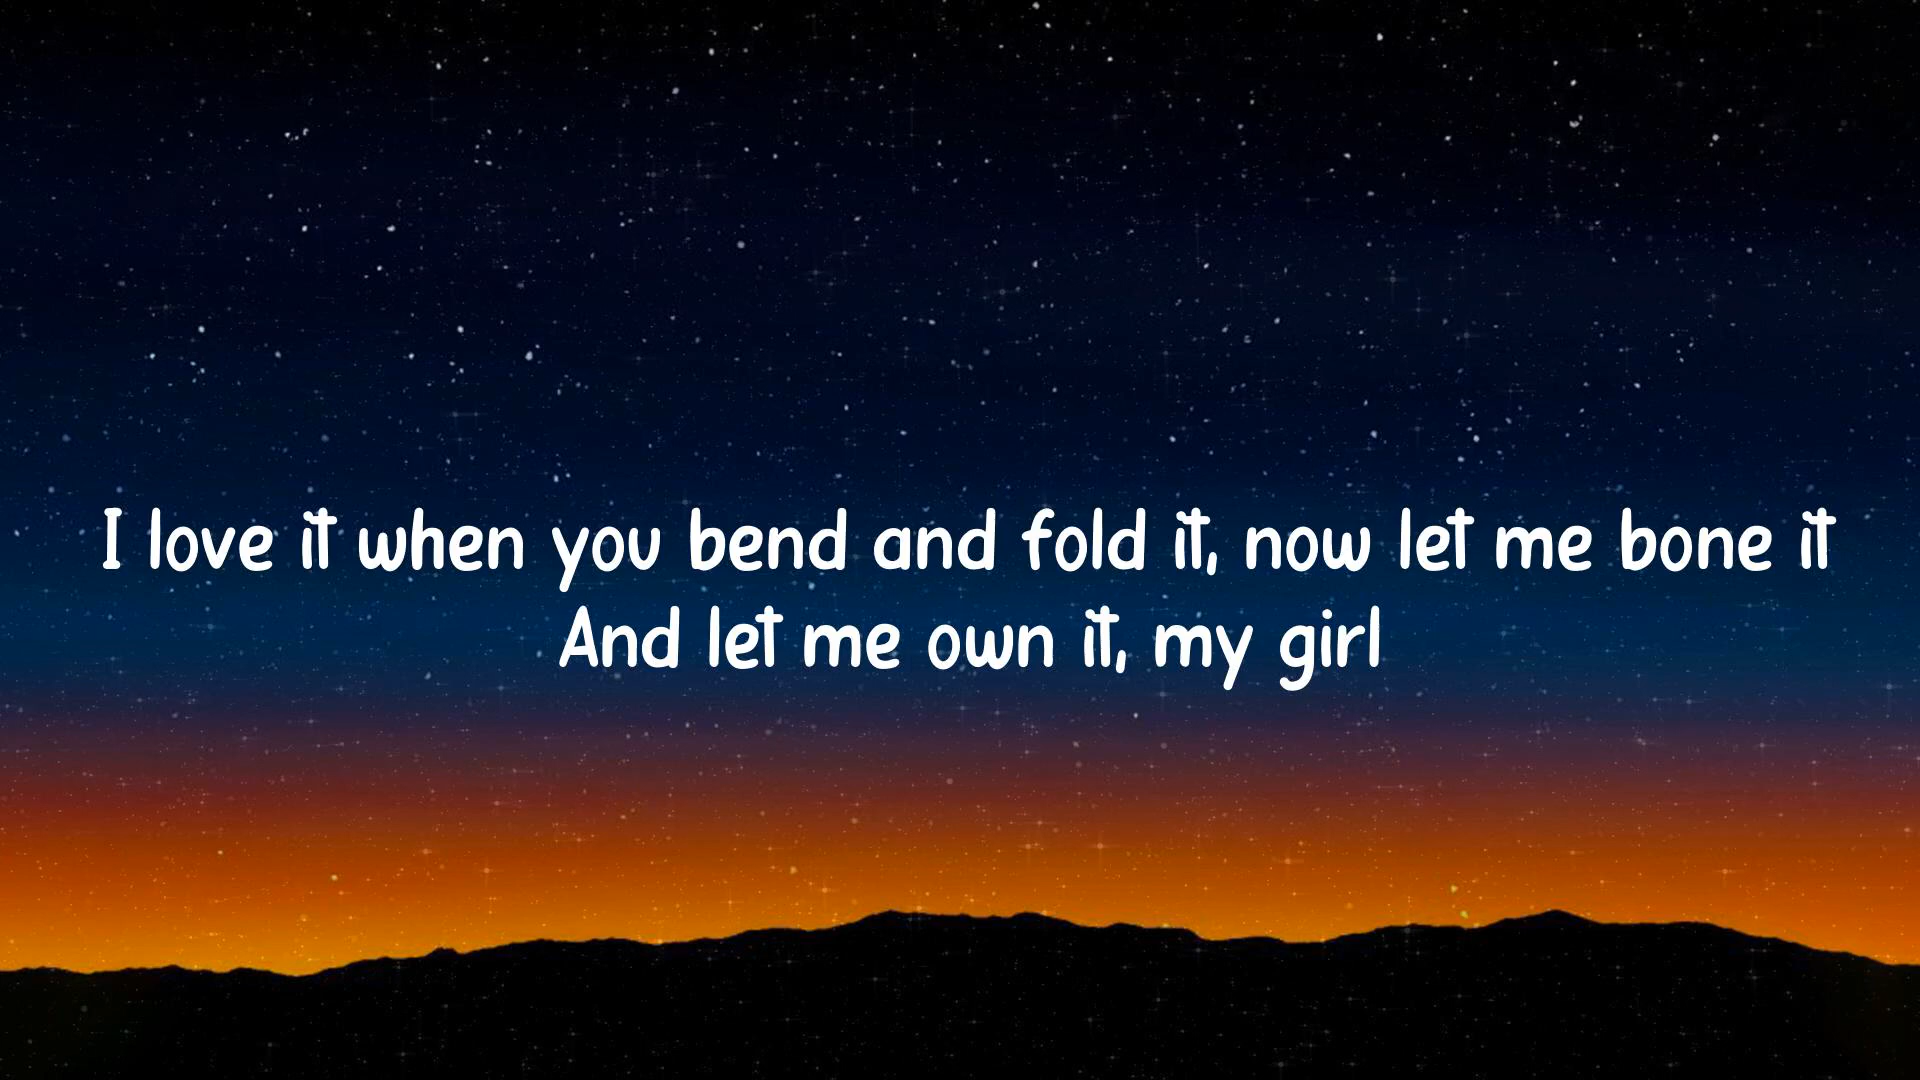 I love it when you bend and fold it, now let me bone it
And let me own it, my girl